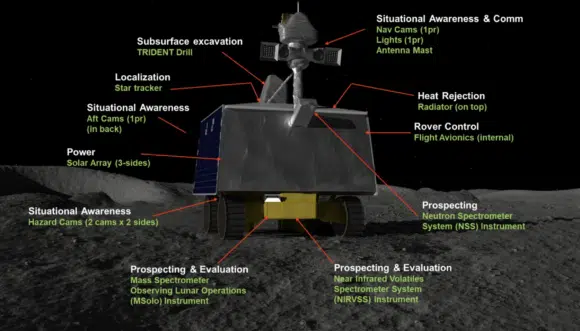 Situational Awareness & Comm
Nav Cams (1pr)
Lights (1pr)
Antenna Mast
Subsurface excavation
TRIDENT Drill
Localization
Star tracker
Heat Rejection
Radiator (on top)
Situational Awareness
Aft Cams (1pr)
(in back)
Rover Control
Flight Avionics (internal)
Power
Solar Array (3-sides)
Situational Awareness
Hazard Cams (2 cams x 2 sides)
Prospecting
Neutron Spectrometer
System (NSS) Instrument
Prospecting & Evaluation
Mass Spectrometer
Observing Lunar Operations
(MSolo) Instrument
Prospecting & Evaluation
Near Infrared Volatiles
Spectrometer System
(NIRVSS) Instrument